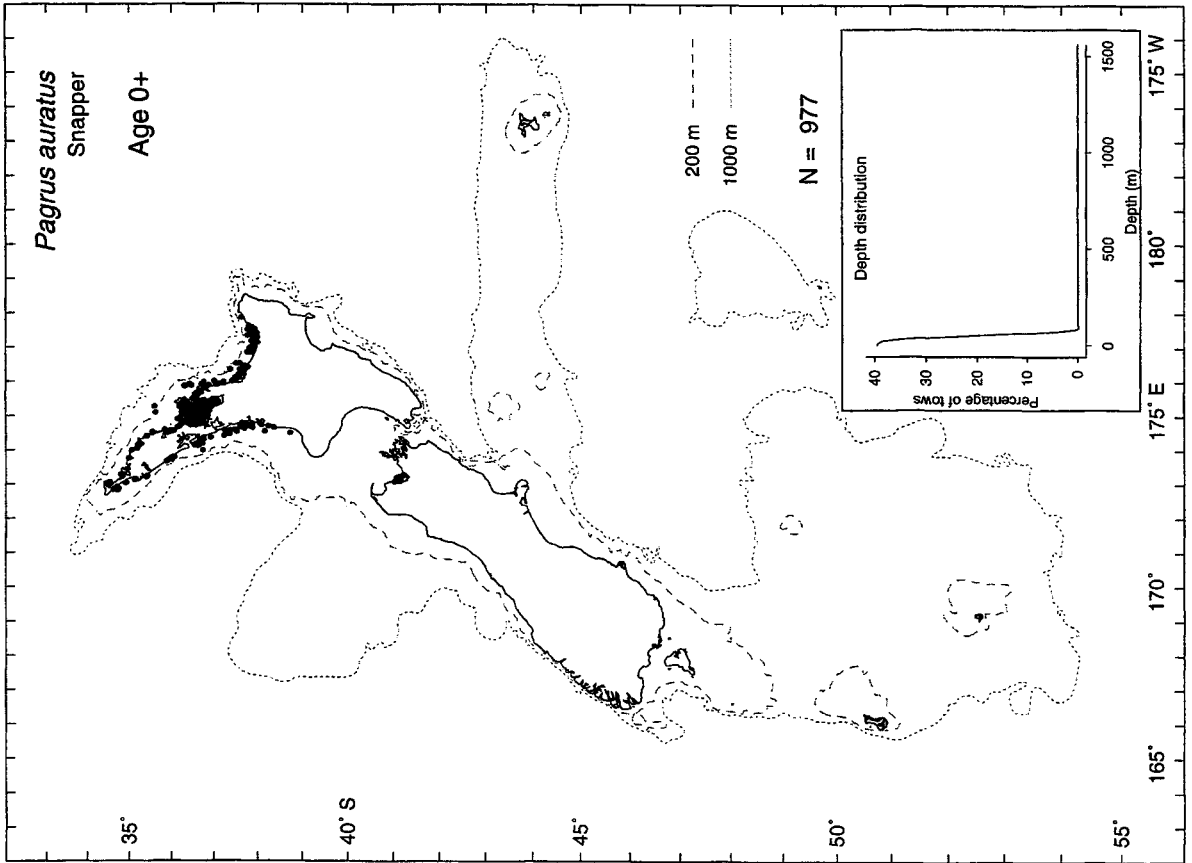 Pagrus auratus
Snapper
Age 0+
200 m
1000 m
N = 977
Depth distribution
Percentage of tows
40
30
20
10
0
0
500
1000
1500
Depth (m)
35°
40° S
45°
50°
55°
165°
170°
175° E
180°
175° W